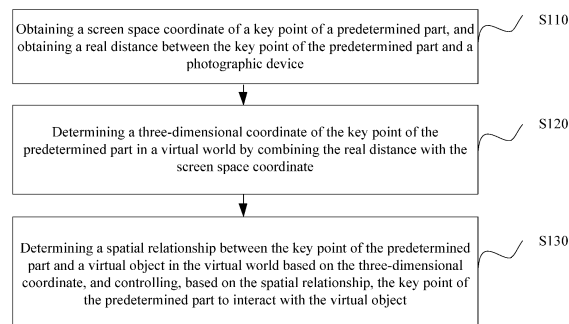 Obtaining a screen space coordinate of a key point of a predetermined part, and
obtaining a real distance between the key point of the predetermined part and a
photographic device
S110
Determining a three-dimensional coordinate of the key point of the
predetermined part in a virtual world by combining the real distance with the
screen space coordinate
S120
Determining a spatial relationship between the key point of the predetermined
part and a virtual object in the virtual world based on the three-dimensional
coordinate, and controlling, based on the spatial relationship, the key point
of the predetermined part to interact with the virtual object
S130